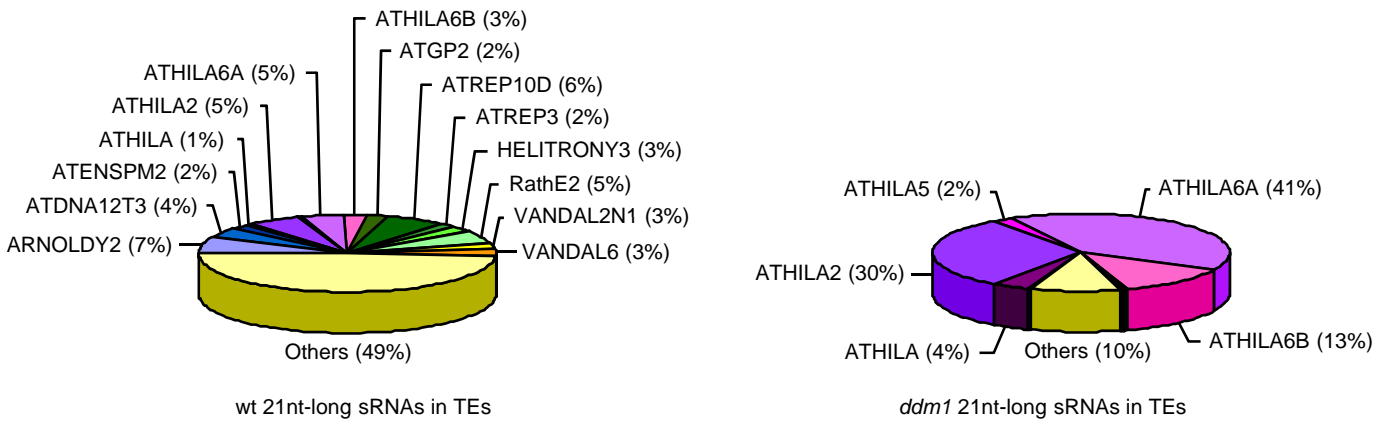 ATHILA6B (3%)
ATGP2 (2%)
ATHILA6A (5%)
ATREP10D (6%)
ATHILA2 (5%)
ATREP3 (2%)
ATHILA (1%)
HELITRONY3 (3%)
ATENSPM2 (2%)
RathE2 (5%)
ATDNA12T3 (4%)
VANDAL2N1 (3%)
ARNOLDY2 (7%)
VANDAL6 (3%)
Others (49%)
wt 21nt-long sRNAs in TEs
ATHILA5 (2%)
ATHILA6A (41%)
ATHILA2 (30%)
ATHILA6B (13%)
ATHILA (4%)
Others (10%)
ddm1 21nt-long sRNAs in TEs